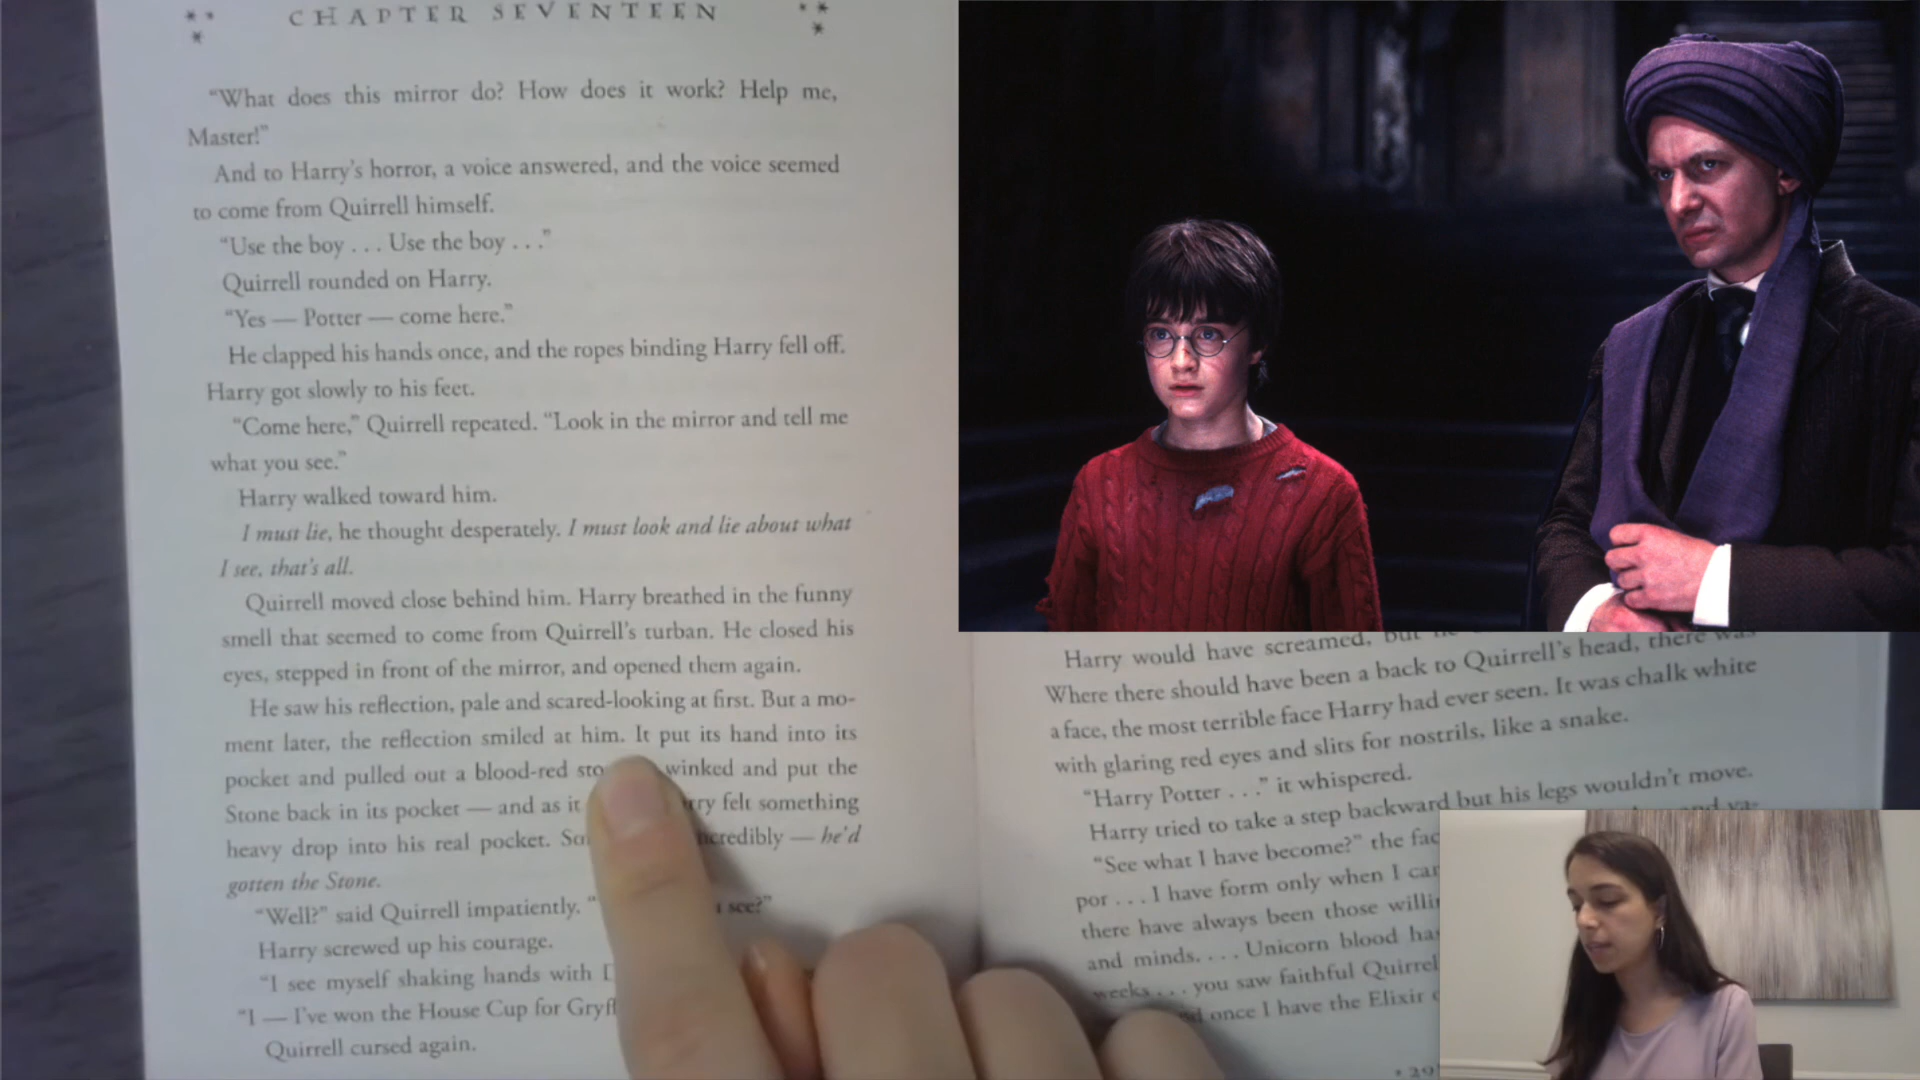 CHAPTER SEVENTEEN
“What does this mirror do? How does it work? Help me,
Master!”
And to Harry’s horror, a voice answered, and the voice seemed
to come from Quirrell himself.
“Use the boy . . . Use the boy . . .”
Quirrell rounded on Harry.
“Yes — Potter — come here.”
He clapped his hands once, and the ropes binding Harry fell off.
Harry got slowly to his feet.
“Come here,” Quirrell repeated. “Look in the mirror and tell me
what you see.”
Harry walked toward him.
I must lie, he thought desperately. I must look and lie about what
I see, that’s all.
Quirrell moved close behind him. Harry breathed in the funny
smell that seemed to come from Quirrell’s turban. He closed his
eyes, stepped in front of the mirror, and opened them again.
He saw his reflection, pale and scared-looking at first. But a mo-
ment later, the reflection smiled at him. It put its hand into its
pocket and pulled out a blood-red winked and put the
Stone back in its pocket — and as it felt something
heavy drop into his real pocket. — he’d
gotten the Stone.
“Well?” said Quirrell impatiently. “ see?”
Harry screwed up his courage.
“I see myself shaking hands with
“I — I’ve won the House Cup for
Quirrell cursed again.
Harry would have screamed, but
Where there should have been a back to Quirrell’s head, there was
a face, the most terrible face Harry had ever seen. It was chalk white
with glaring red eyes and slits for nostrils, like a snake.
“Harry Potter . . .” it whispered.
Harry tried to take a step backward but his legs wouldn’t move.
“See what I have become?” the
por . . . I have form only when I
there have always been those
and minds. . . . Unicorn blood
weeks . . . you saw faithful
once I have the Elixir